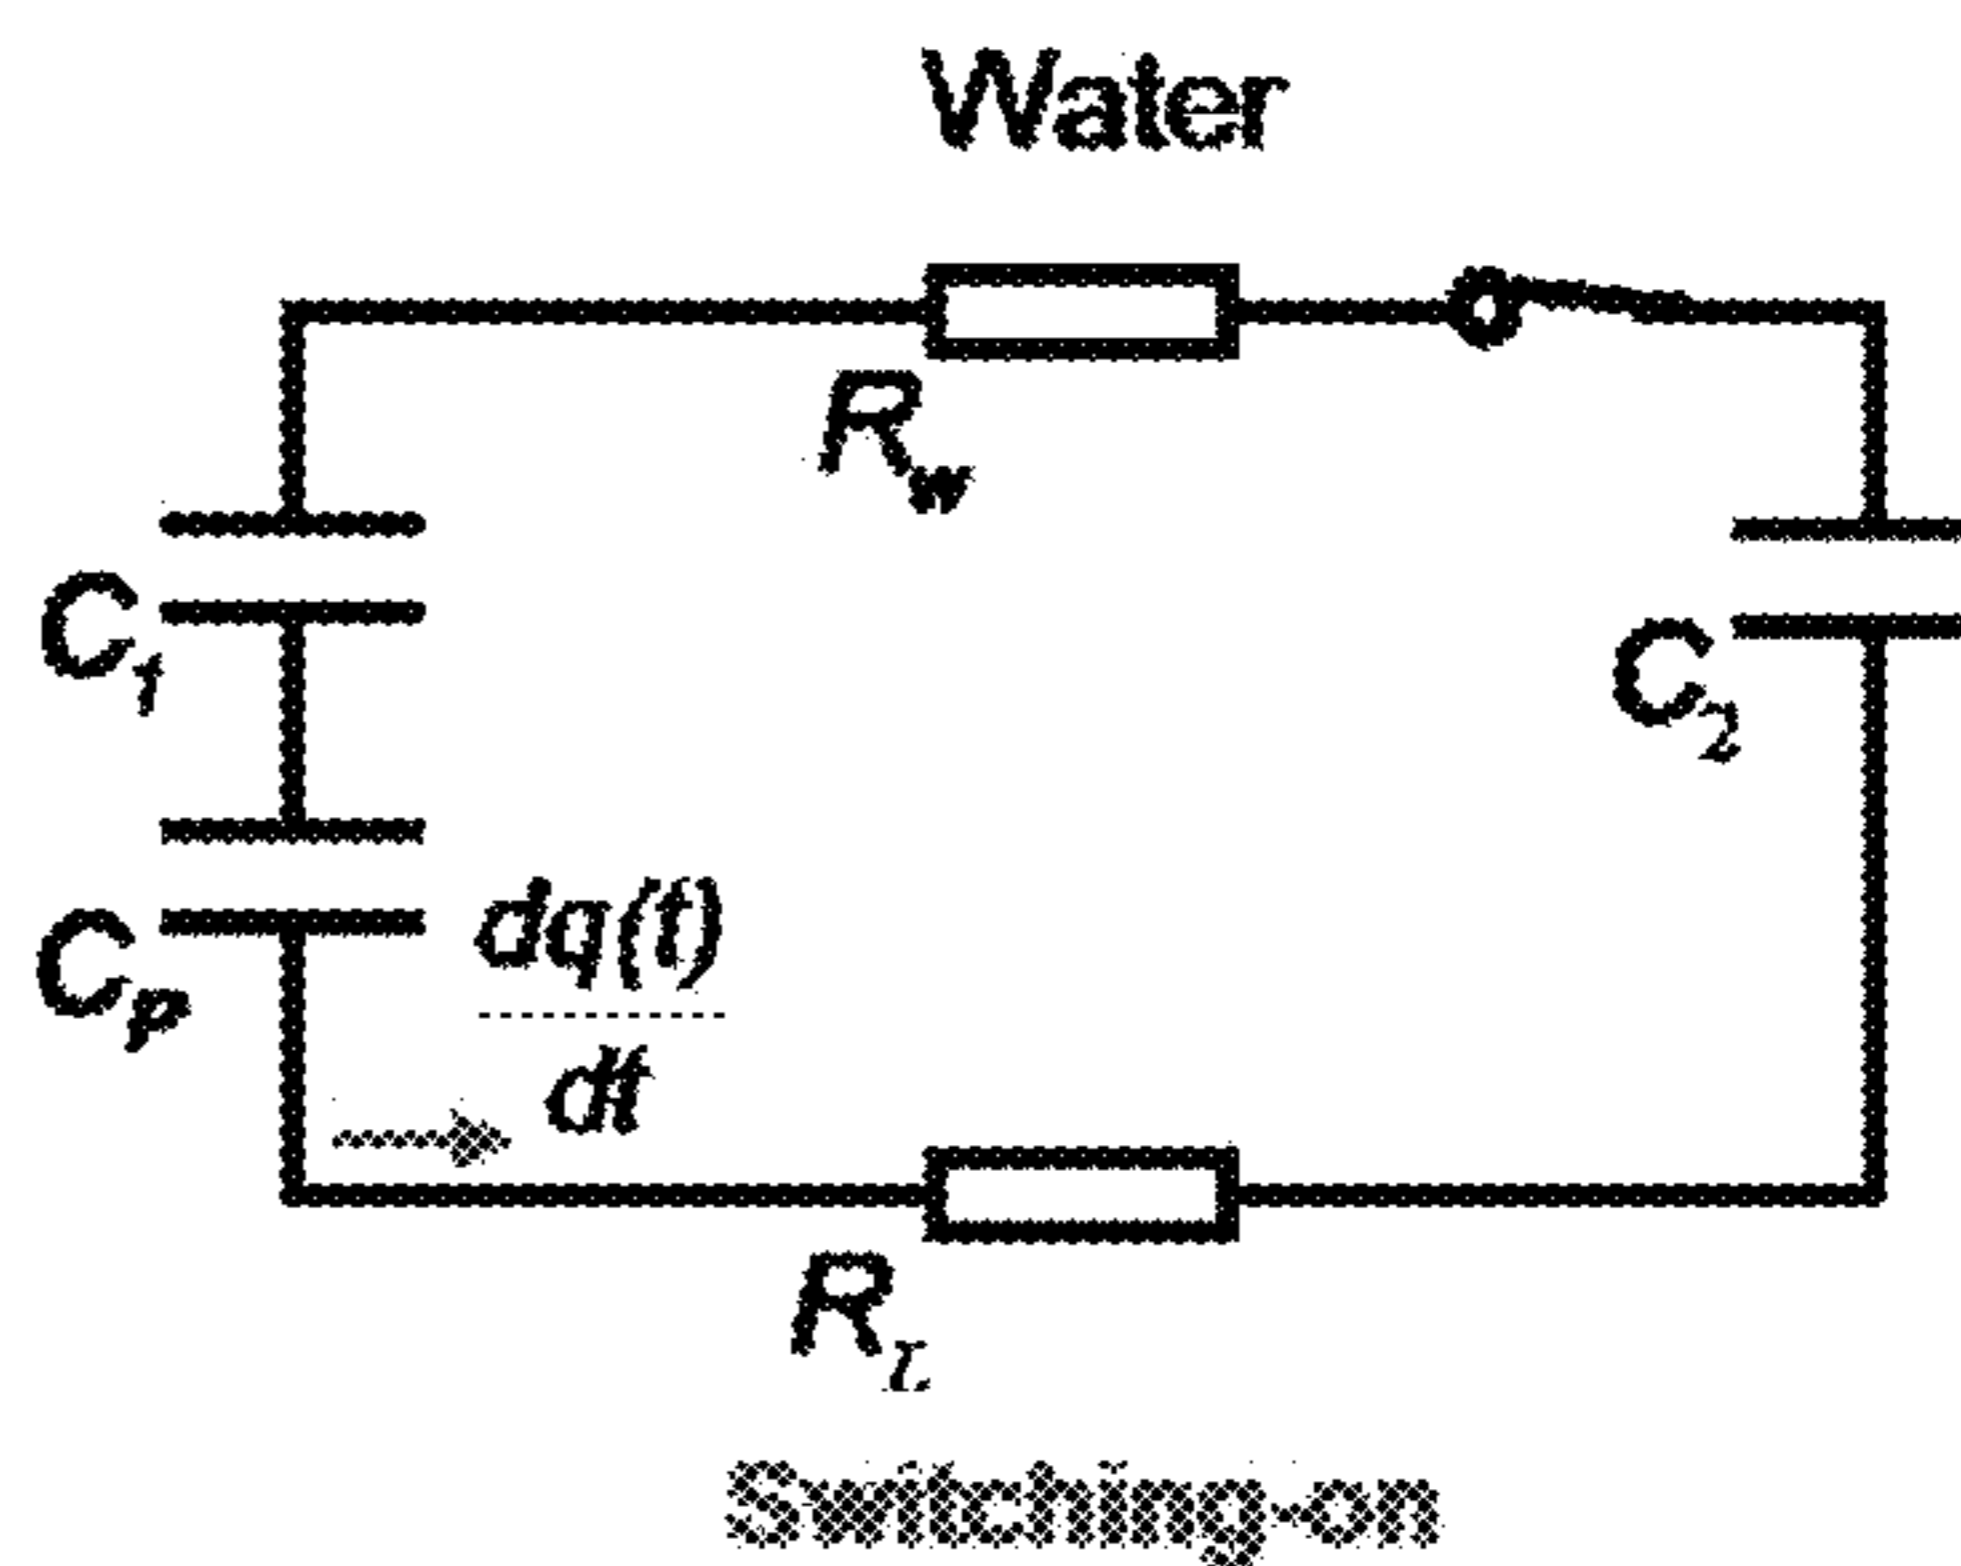 Water
R_w
C_1
C_2
C_p
dq(t)
dt
R_L
Switching-on